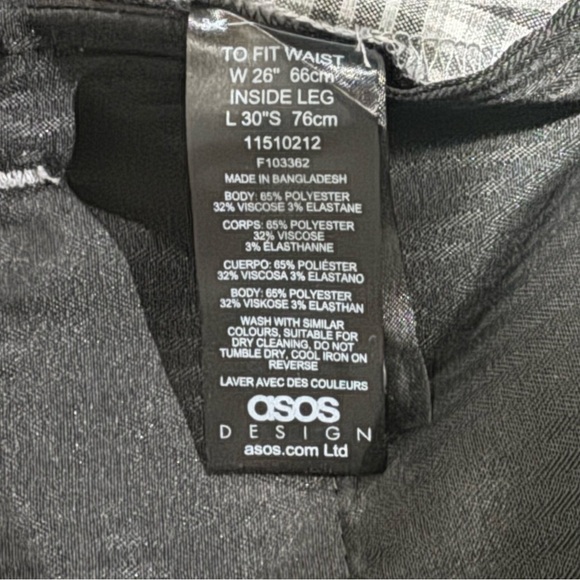 TO FIT WAIST
W 26" 66cm
INSIDE LEG
L 30"S 76cm
11510212
F103362
MADE IN BANGLADESH
BODY: 65% POLYESTER
32% VISCOSE 3% ELASTANE
CORPS: 65% POLYESTER
32% VISCOSE
3% ÉLASTHANNE
CUERPO: 65% POLIÉSTER
32% VISCOSA 3% ELASTANO
BODY: 65% POLYESTER
32% VISKOSE 3% ELASTHAN
WASH WITH SIMILAR
COLOURS, SUITABLE FOR
DRY CLEANING, DO NOT
TUMBLE DRY, COOL IRON ON
REVERSE
LAVER AVEC DES COULEURS
asos
DESIGN
asos.com Ltd